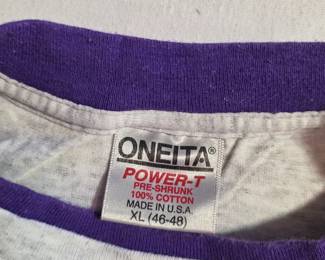 ONEITA®
POWER-T
PRE-SHRUNK
100% COTTON
MADE IN U.S.A.
XL (46-48)